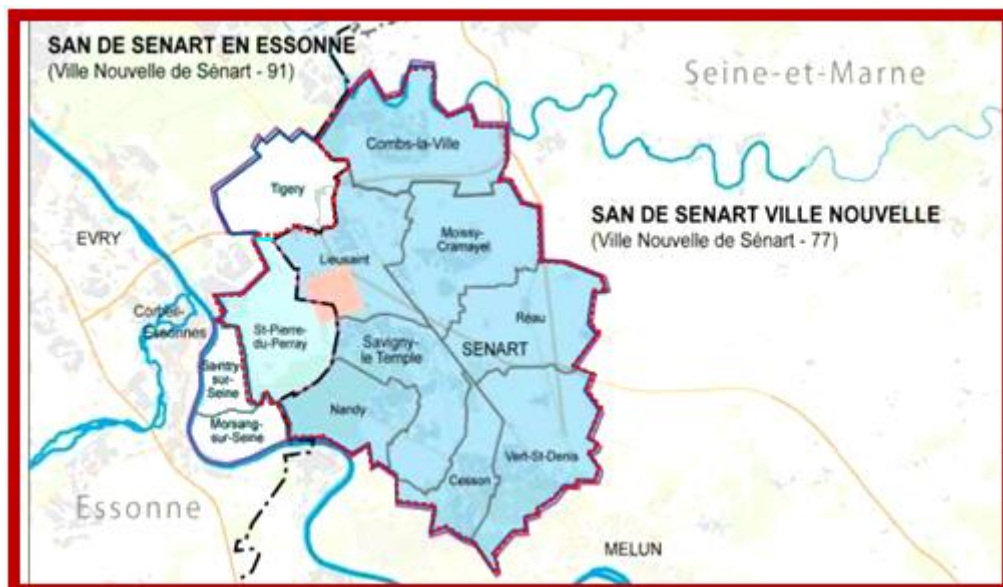 SAN DE SENART EN ESSONNE
(Ville Nouvelle de Sénart - 91)
Seine-et-Marne
Combs-la-Ville
Tigery
SAN DE SENART VILLE NOUVELLE
(Ville Nouvelle de Sénart - 77)
EVRY
Moissy-
Cramayel
Lieusaint
Corbeil-
Essonnes
St-Pierre-
du-Perray
Réau
Savigny-
le Temple
SENART
Saintry-
sur-
Seine
Nandy
Morsang-
sur-Seine
Vert-St-Denis
Cesson
Essonne
MELUN